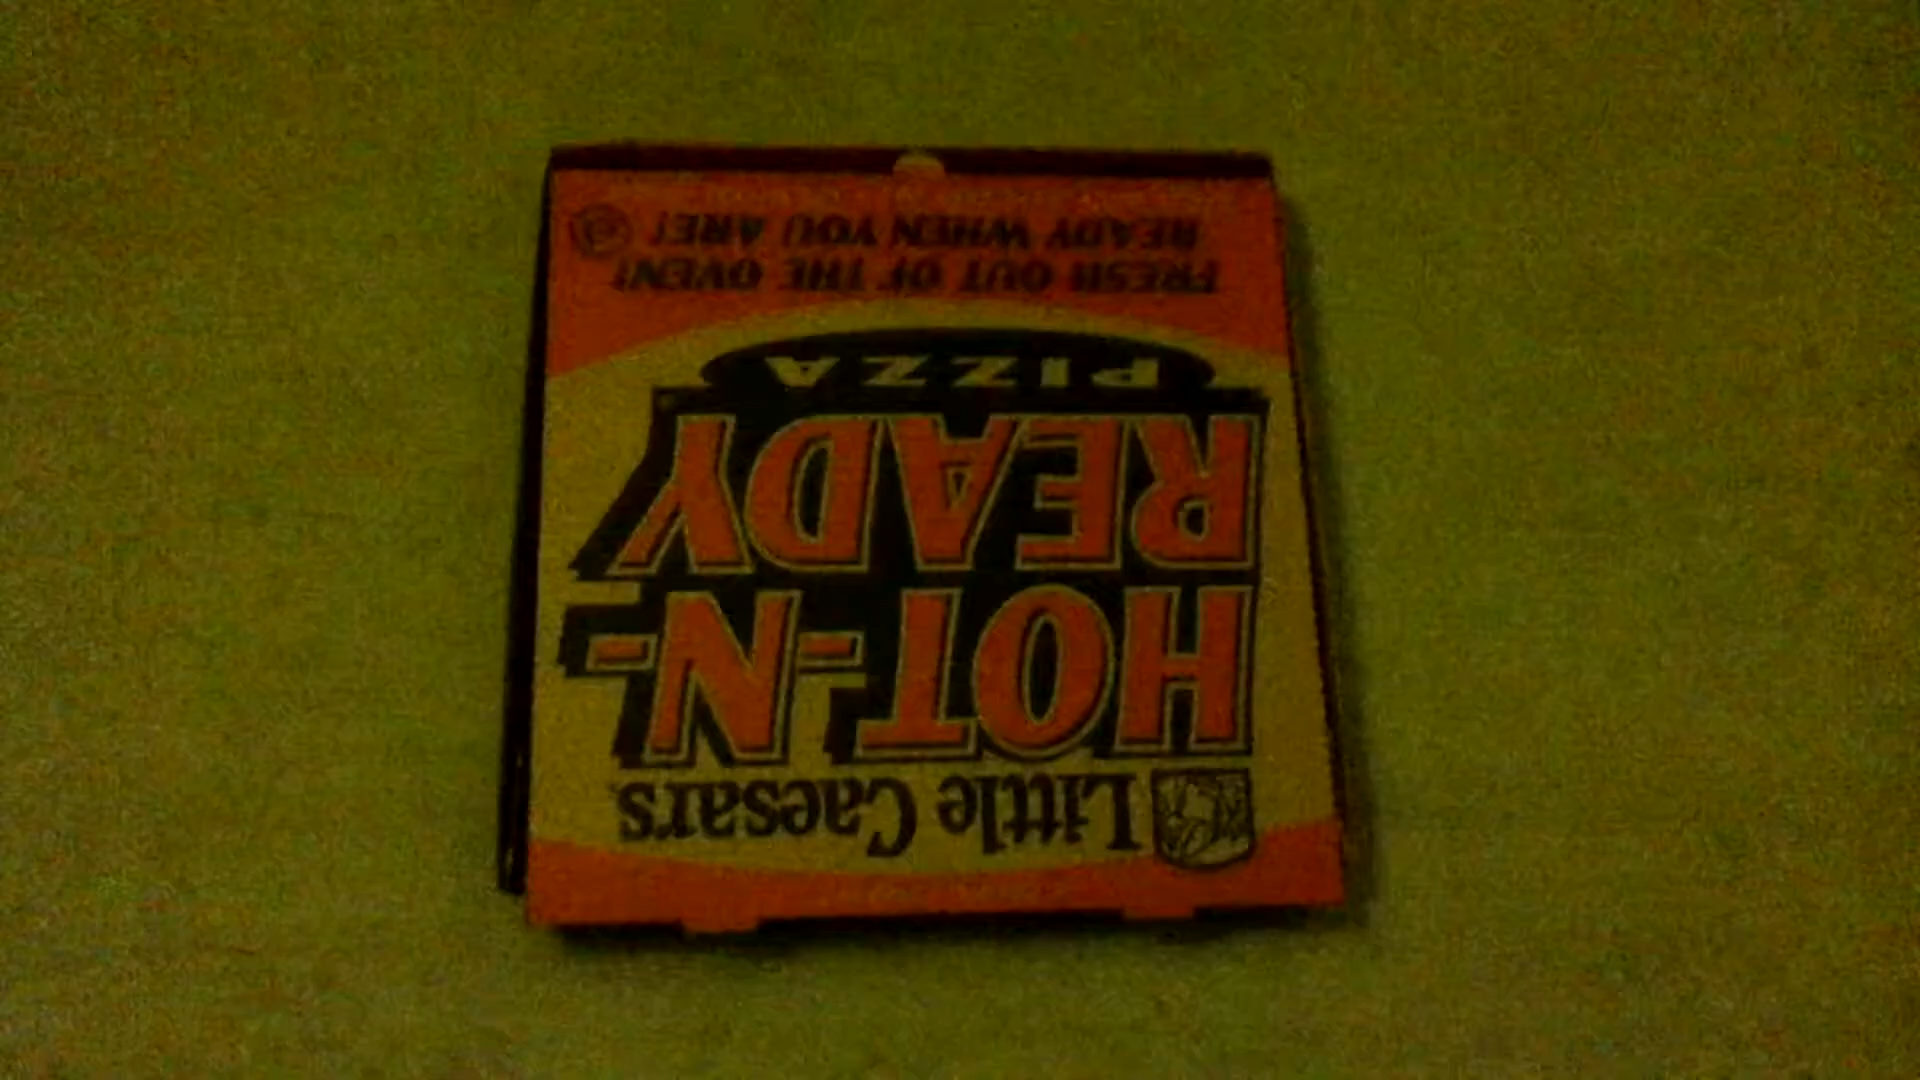 Little Caesars
HOT-N-
READY
PIZZA
FRESH OUT OF THE OVEN!
READY WHEN YOU ARE!